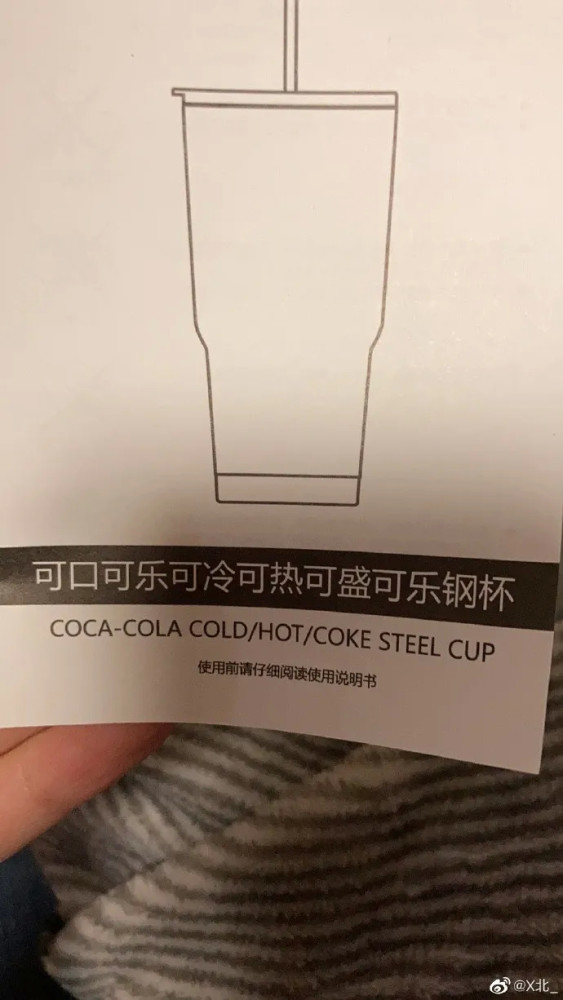 可口可乐可冷可热可盛可乐钢杯
COCA-COLA COLD/HOT/COKE STEEL CUP
使用前请仔细阅读使用说明书
@X北_